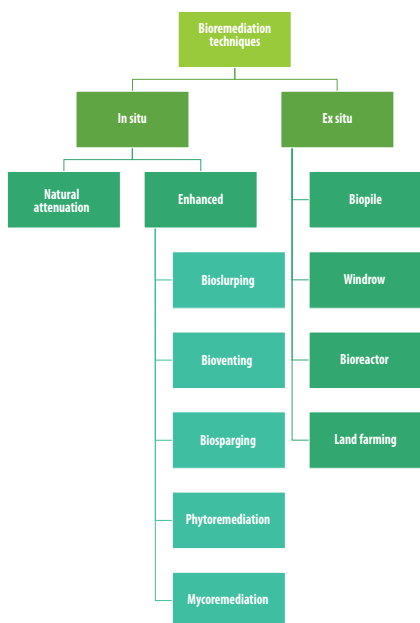 Bioremediation
techniques
In situ
Ex situ
Natural
attenuation
Enhanced
Biopile
Bioslurping
Windrow
Bioventing
Bioreactor
Biosparging
Land farming
Phytoremediation
Mycoremediation